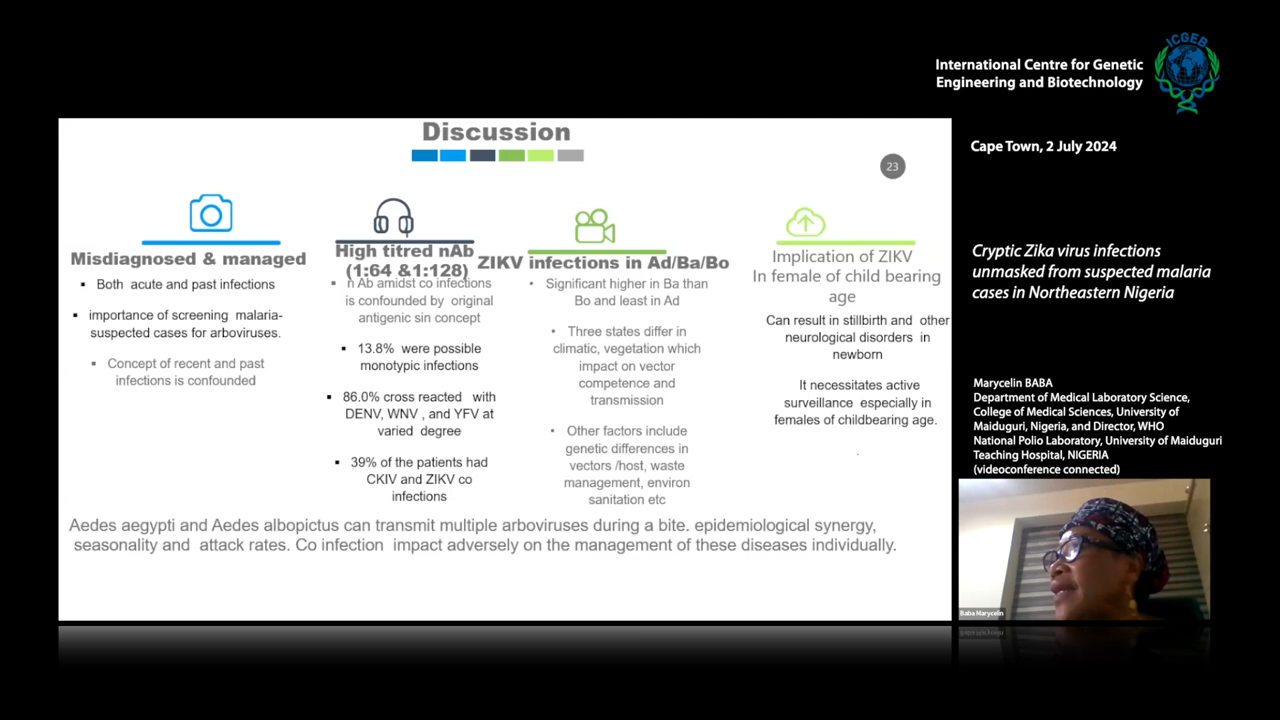 ICGEB
International Centre for Genetic
Engineering and Biotechnology
Cape Town, 2 July 2024
Discussion
23
Misdiagnosed & managed
▪ Both acute and past infections
▪ importance of screening malaria-
suspected cases for arboviruses.
▪ Concept of recent and past
infections is confounded
High titred nAb
(1:64 &1:128)
▪ n Ab amidst co infections
is confounded by original
antigenic sin concept
▪ 13.8% were possible
monotypic infections
▪ 86.0% cross reacted with
DENV, WNV , and YFV at
varied degree
▪ 39% of the patients had
CKIV and ZIKV co
infections
ZIKV infections in Ad/Ba/Bo
• Significant higher in Ba than
Bo and least in Ad
• Three states differ in
climatic, vegetation which
impact on vector
competence and
transmission
• Other factors include
genetic differences in
vectors /host, waste
management, environ
sanitation etc
Implication of ZIKV
In female of child bearing
age
Can result in stillbirth and other
neurological disorders in
newborn
It necessitates active
surveillance especially in
females of childbearing age.
.
Aedes aegypti and Aedes albopictus can transmit multiple arboviruses during a bite. epidemiological synergy,
seasonality and attack rates. Co infection impact adversely on the management of these diseases individually.
Cryptic Zika virus infections
unmasked from suspected malaria
cases in Northeastern Nigeria
Marycelin BABA
Department of Medical Laboratory Science,
College of Medical Sciences, University of
Maiduguri, Nigeria, and Director, WHO
National Polio Laboratory, University of Maiduguri
Teaching Hospital, NIGERIA
(videoconference connected)
Baba Marycelin